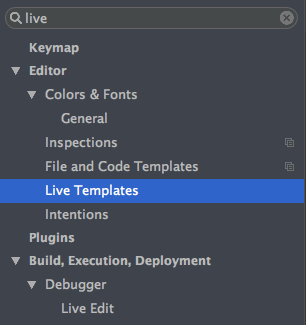 live
Keymap
Editor
Colors & Fonts
General
Inspections
File and Code Templates
Live Templates
Intentions
Plugins
Build, Execution, Deployment
Debugger
Live Edit